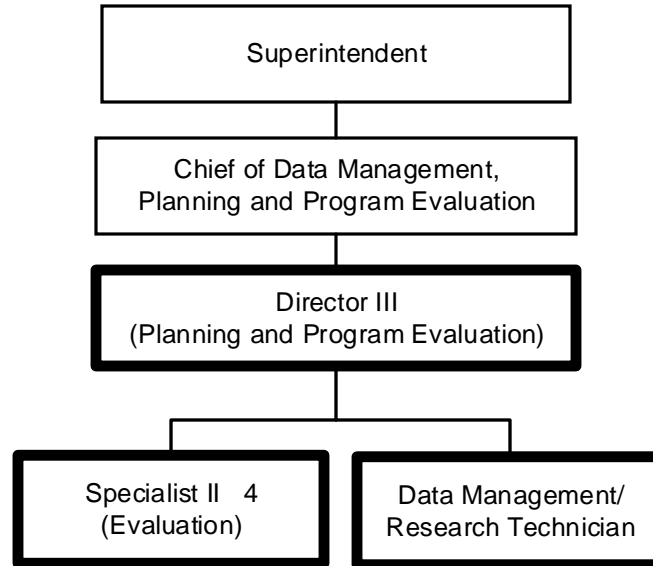 Superintendent
Chief of Data Management,
Planning and Program Evaluation
Director III
(Planning and Program Evaluation)
Specialist II 4
(Evaluation)
Data Management/
Research Technician